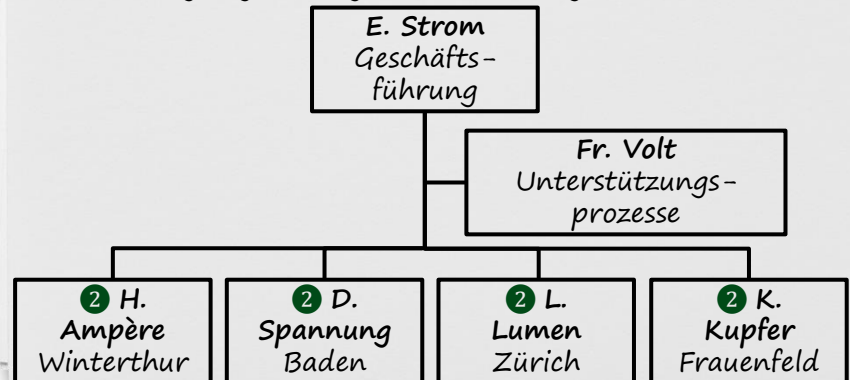 E. Strom
Geschäfts-
führung
Fr. Volt
Unterstützungs-
prozesse
2 H.
Ampère
Winterthur
2 D.
Spannung
Baden
2 L.
Lumen
Zürich
2 K.
Kupfer
Frauenfeld